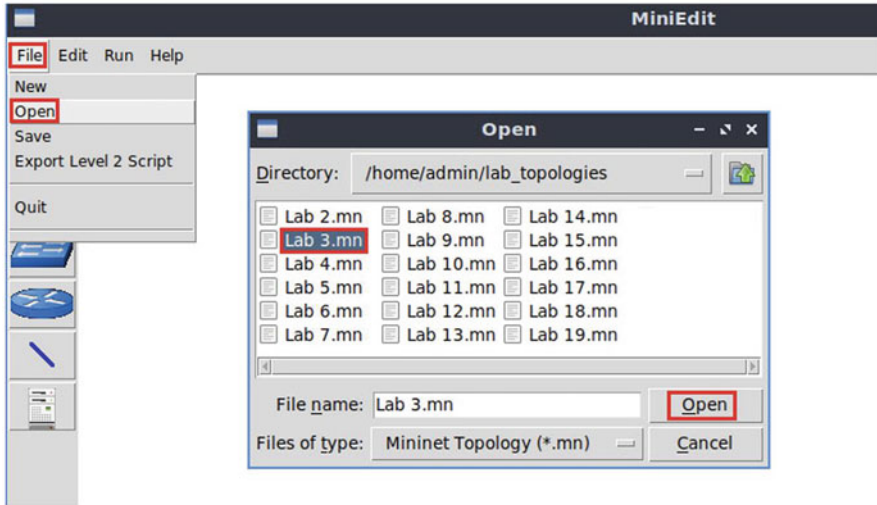 MiniEdit
File Edit Run Help
New
Open
Save
Export Level 2 Script
Quit
Open
Directory: /home/admin/lab_topologies
Lab 2.mn Lab 8.mn Lab 14.mn
Lab 3.mn Lab 9.mn Lab 15.mn
Lab 4.mn Lab 10.mn Lab 16.mn
Lab 5.mn Lab 11.mn Lab 17.mn
Lab 6.mn Lab 12.mn Lab 18.mn
Lab 7.mn Lab 13.mn Lab 19.mn
File name: Lab 3.mn Open
Files of type: Mininet Topology (*.mn) Cancel